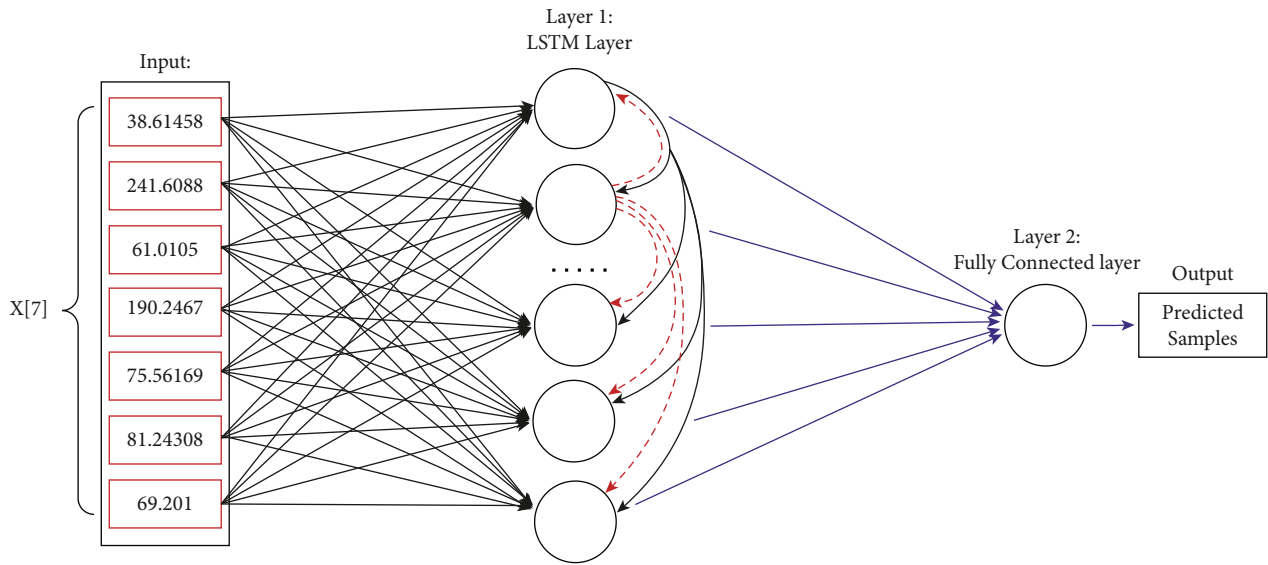 Input:
X[7]
38.61458
241.6088
61.0105
190.2467
75.56169
81.24308
69.201
Layer 1:
LSTM Layer
.....
Layer 2:
Fully Connected layer
Output
Predicted
Samples